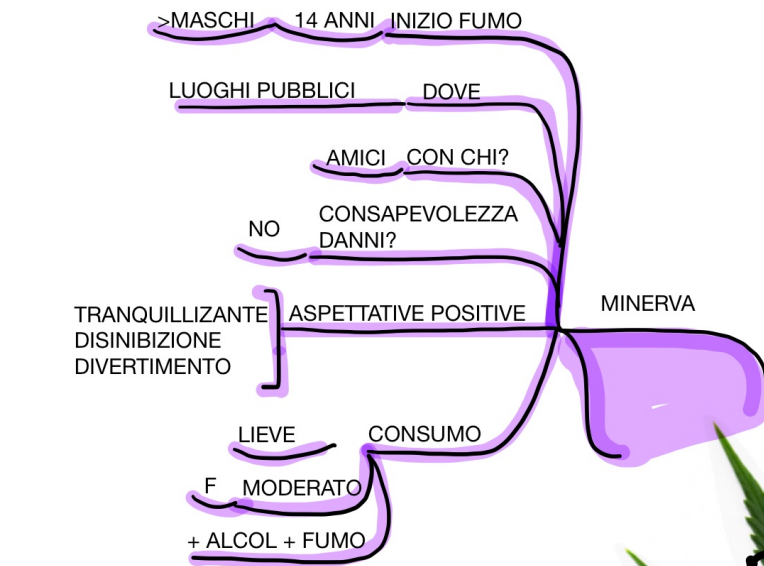 >MASCHI 14 ANNI INIZIO FUMO
LUOGHI PUBBLICI DOVE
AMICI CON CHI?
NO
CONSAPEVOLEZZA
DANNI?
TRANQUILLIZANTE
DISINIBIZIONE
DIVERTIMENTO
ASPETTATIVE POSITIVE
MINERVA
LIEVE
CONSUMO
F MODERATO
+ ALCOL + FUMO